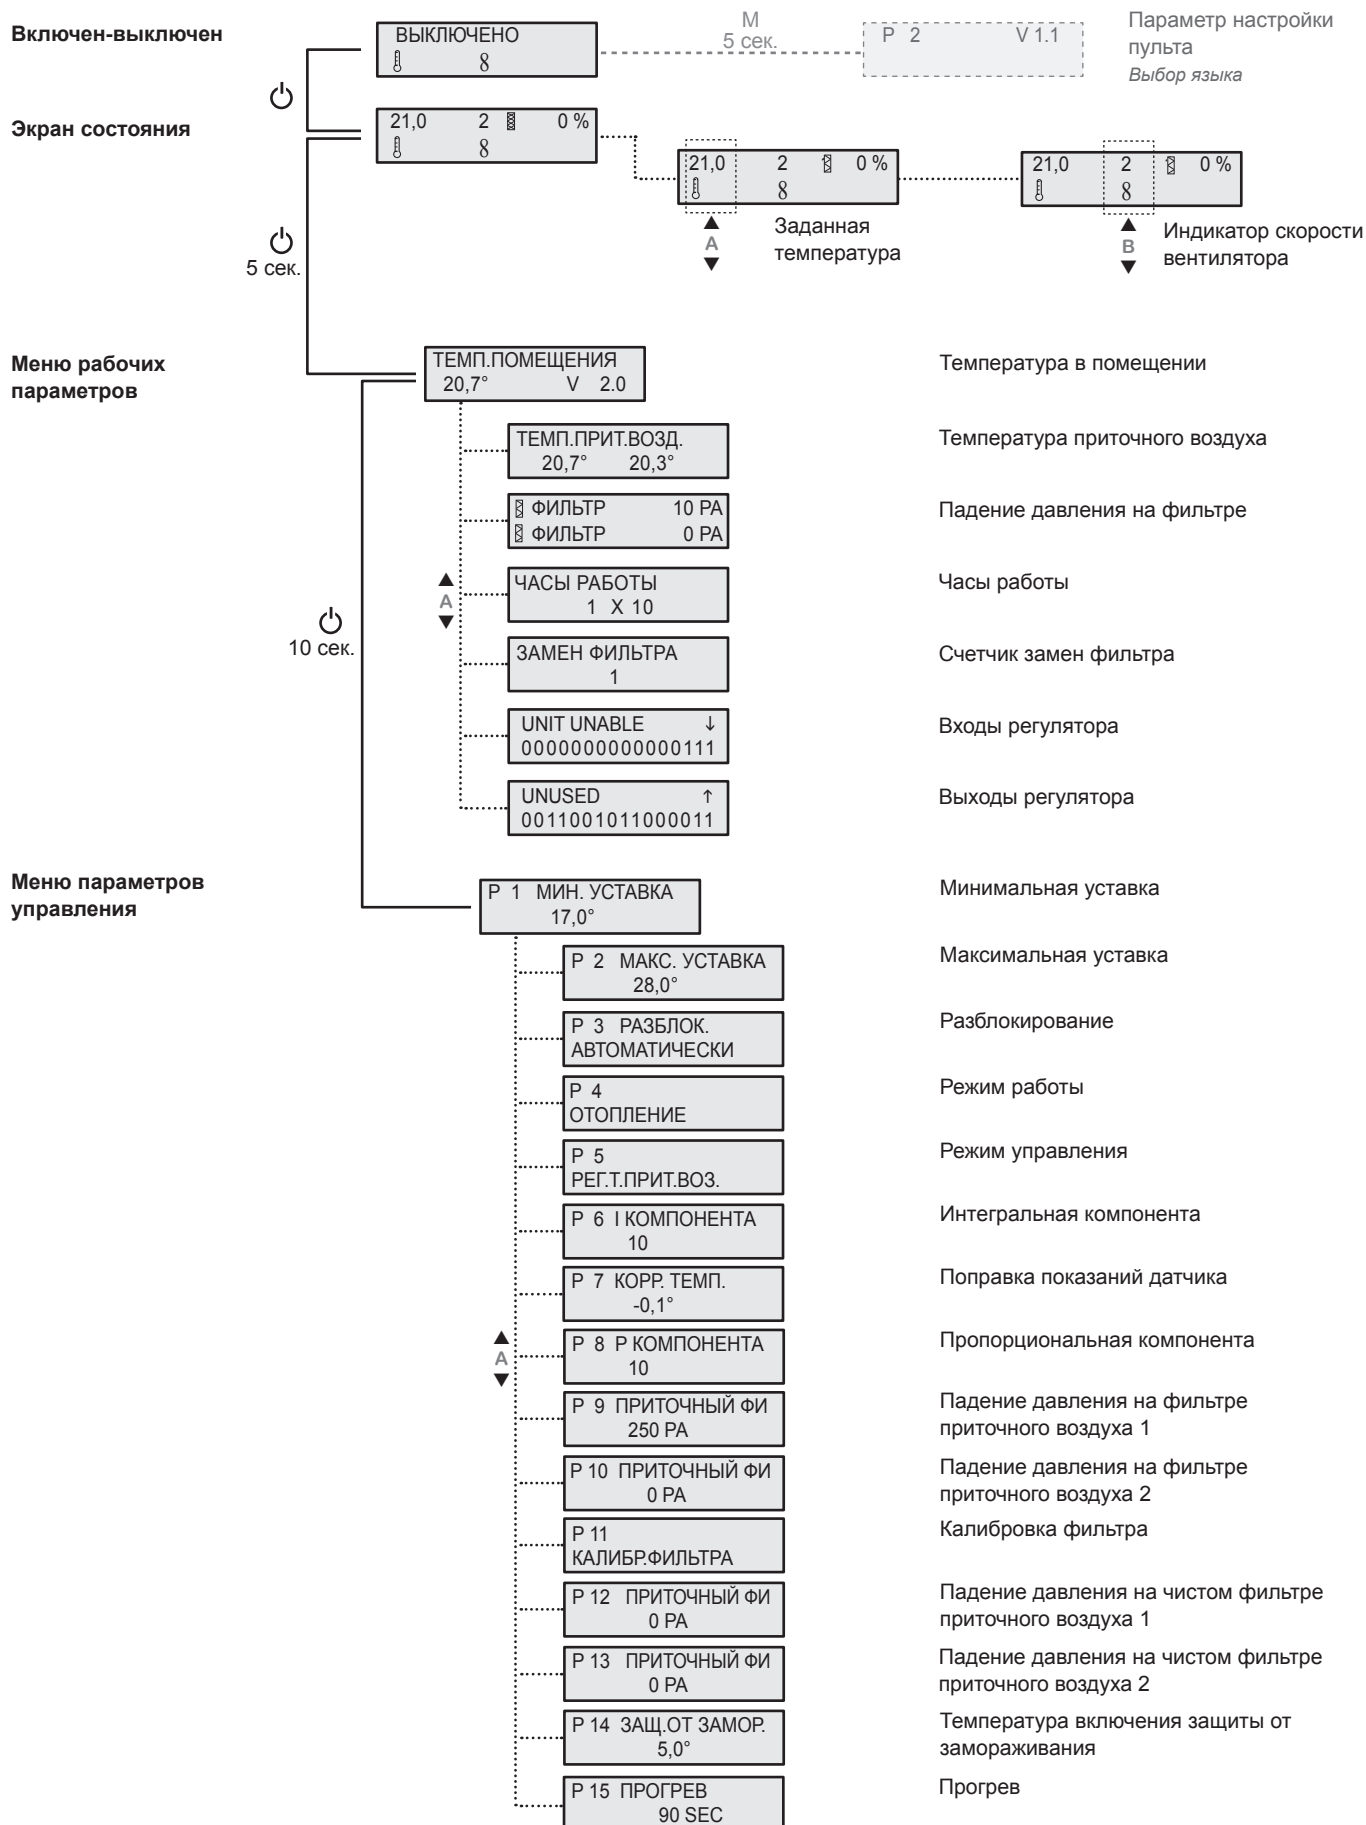 Включен-выключен
ВЫКЛЮЧЕНО
8
M
5 сек.
P 2 V 1.1
Параметр настройки
пульта
Выбор языка
Экран состояния
21,0 2 0 %
8
21,0 2 0 %
8
21,0 2 0 %
8
A
Заданная
температура
B
Индикатор скорости
вентилятора
5 сек.
Меню рабочих
параметров
ТЕМП.ПОМЕЩЕНИЯ
20,7° V 2.0
Температура в помещении
ТЕМП.ПРИТ.ВОЗД.
20,7° 20,3°
Температура приточного воздуха
ФИЛЬТР 10 PA
ФИЛЬТР 0 PA
Падение давления на фильтре
A
ЧАСЫ РАБОТЫ
1 X 10
Часы работы
10 сек.
ЗАМЕН ФИЛЬТРА
1
Счетчик замен фильтра
UNIT UNABLE ↓
0000000000000111
Входы регулятора
UNUSED ↑
0011001011000011
Выходы регулятора
Меню параметров
управления
P 1 МИН. УСТАВКА
17,0°
Минимальная уставка
P 2 МАКС. УСТАВКА
28,0°
Максимальная уставка
P 3 РАЗБЛОК.
АВТОМАТИЧЕСКИ
Разблокирование
P 4
ОТОПЛЕНИЕ
Режим работы
P 5
РЕГ.Т.ПРИТ.ВОЗ.
Режим управления
P 6 I КОМПОНЕНТА
10
Интегральная компонента
P 7 КОРР. ТЕМП.
-0,1°
Поправка показаний датчика
A
P 8 P КОМПОНЕНТА
10
Пропорциональная компонента
P 9 ПРИТОЧНЫЙ ФИ
250 PA
Падение давления на фильтре
приточного воздуха 1
P 10 ПРИТОЧНЫЙ ФИ
0 PA
Падение давления на фильтре
приточного воздуха 2
P 11
КАЛИБР.ФИЛЬТРА
Калибровка фильтра
P 12 ПРИТОЧНЫЙ ФИ
0 PA
Падение давления на чистом фильтре
приточного воздуха 1
P 13 ПРИТОЧНЫЙ ФИ
0 PA
Падение давления на чистом фильтре
приточного воздуха 2
P 14 ЗАЩ.ОТ ЗАМОР.
5,0°
Температура включения защиты от
замораживания
P 15 ПРОГРЕВ
90 SEC
Прогрев